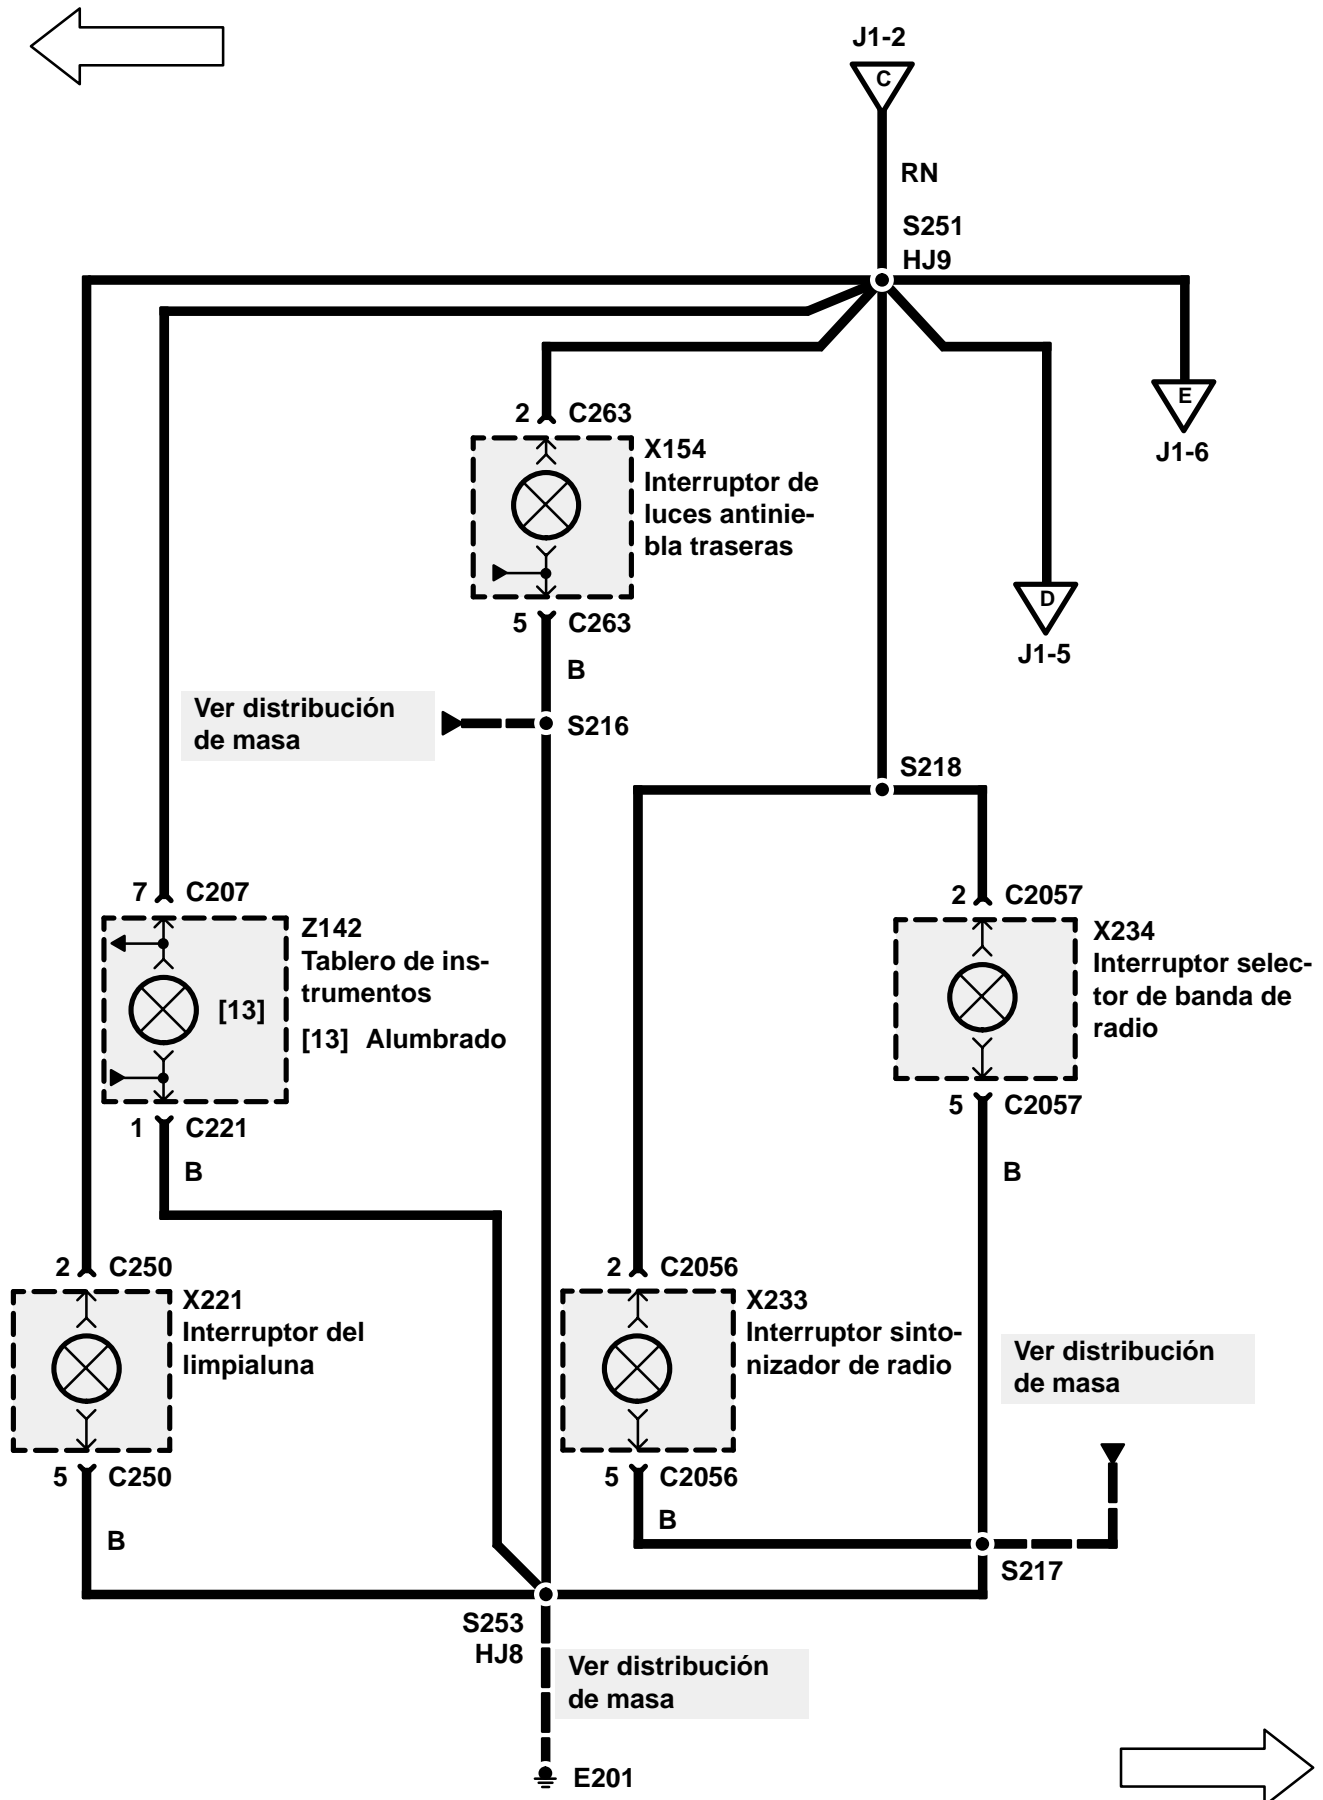 J1-2
C
RN
S251
HJ9
E
J1-6
2 C263
X154
Interruptor de
luces antinie-
bla traseras
D
J1-5
5 C263
B
Ver distribución
de masa
S216
S218
7 C207
Z142
Tablero de ins-
trumentos
[13]
[13] Alumbrado
2 C2057
X234
Interruptor selec-
tor de banda de
radio
1 C221
B
5 C2057
B
2 C250
X221
Interruptor del
limpialuna
2 C2056
X233
Interruptor sinto-
nizador de radio
Ver distribución
de masa
5 C250
B
5 C2056
B
S217
S253
HJ8
Ver distribución
de masa
E201